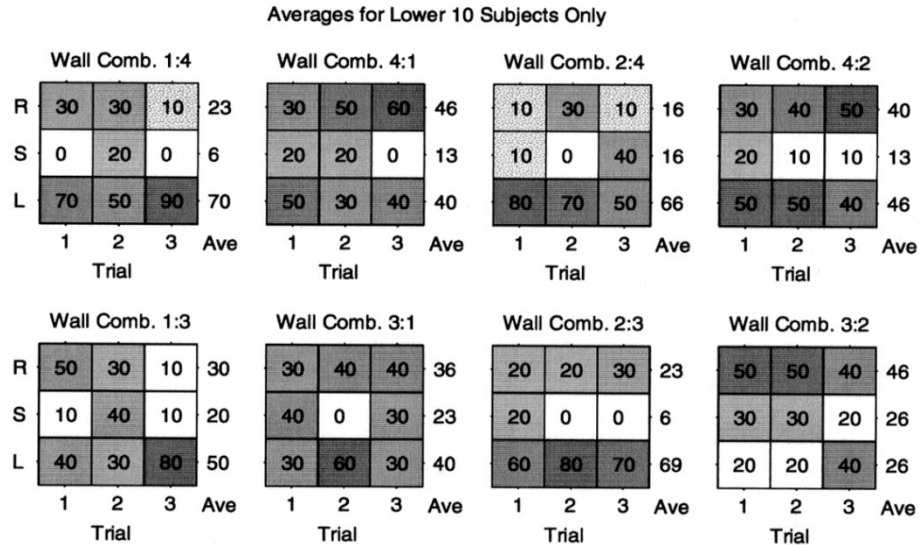 Averages for Lower 10 Subjects Only
Wall Comb. 1:4 Wall Comb. 4:1 Wall Comb. 2:4 Wall Comb. 4:2
R 30 30 10 23 30 50 60 46 10 30 10 16 30 40 50 40
S 0 20 0 6 20 20 0 13 10 0 40 16 20 10 10 13
L 70 50 90 70 50 30 40 40 80 70 50 66 50 50 40 46
1 2 3 Ave 1 2 3 Ave 1 2 3 Ave 1 2 3 Ave
Trial Trial Trial Trial
Wall Comb. 1:3 Wall Comb. 3:1 Wall Comb. 2:3 Wall Comb. 3:2
R 50 30 10 30 30 40 40 36 20 20 30 23 50 50 40 46
S 10 40 10 20 40 0 30 23 20 0 0 6 30 30 20 26
L 40 30 80 50 30 60 30 40 60 80 70 69 20 20 40 26
1 2 3 Ave 1 2 3 Ave 1 2 3 Ave 1 2 3 Ave
Trial Trial Trial Trial